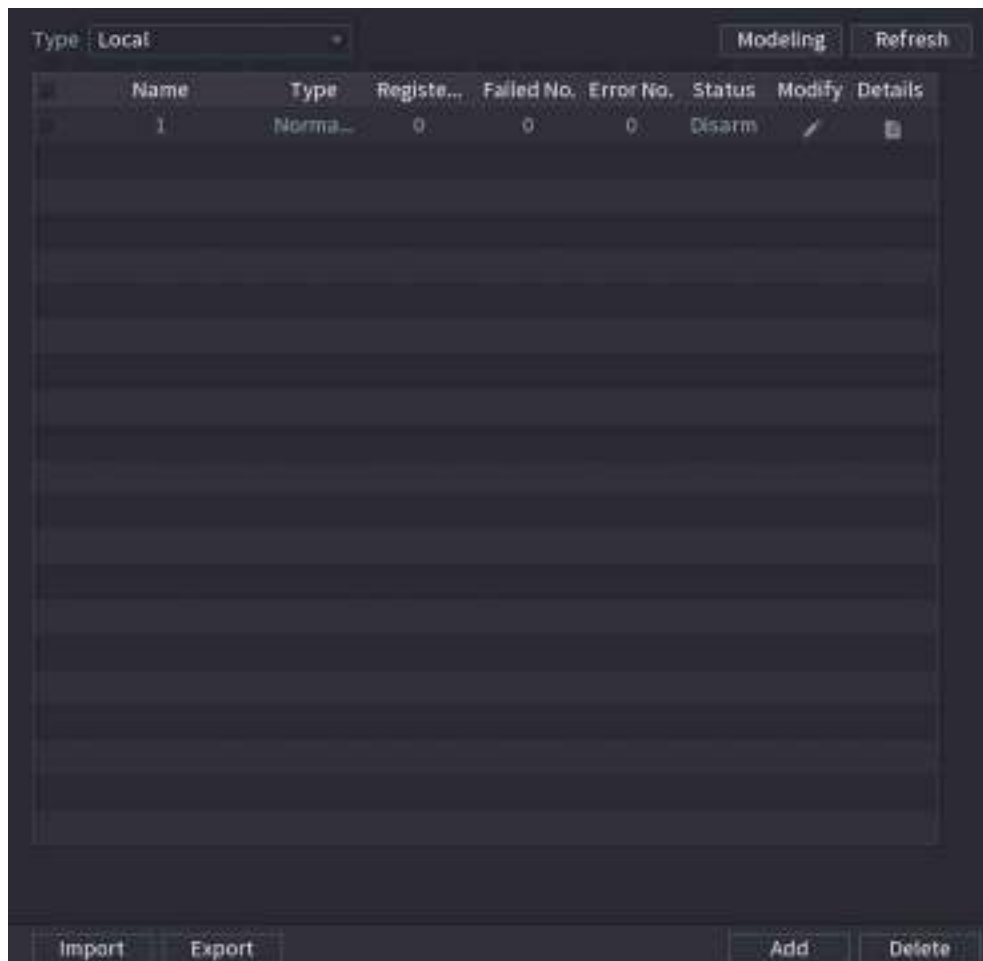 Type Local Modeling Refresh
Name Type Registe... Failed No. Error No. Status Modify Details
1 Norma... 0 0 0 Disarm
Import Export Add Delete